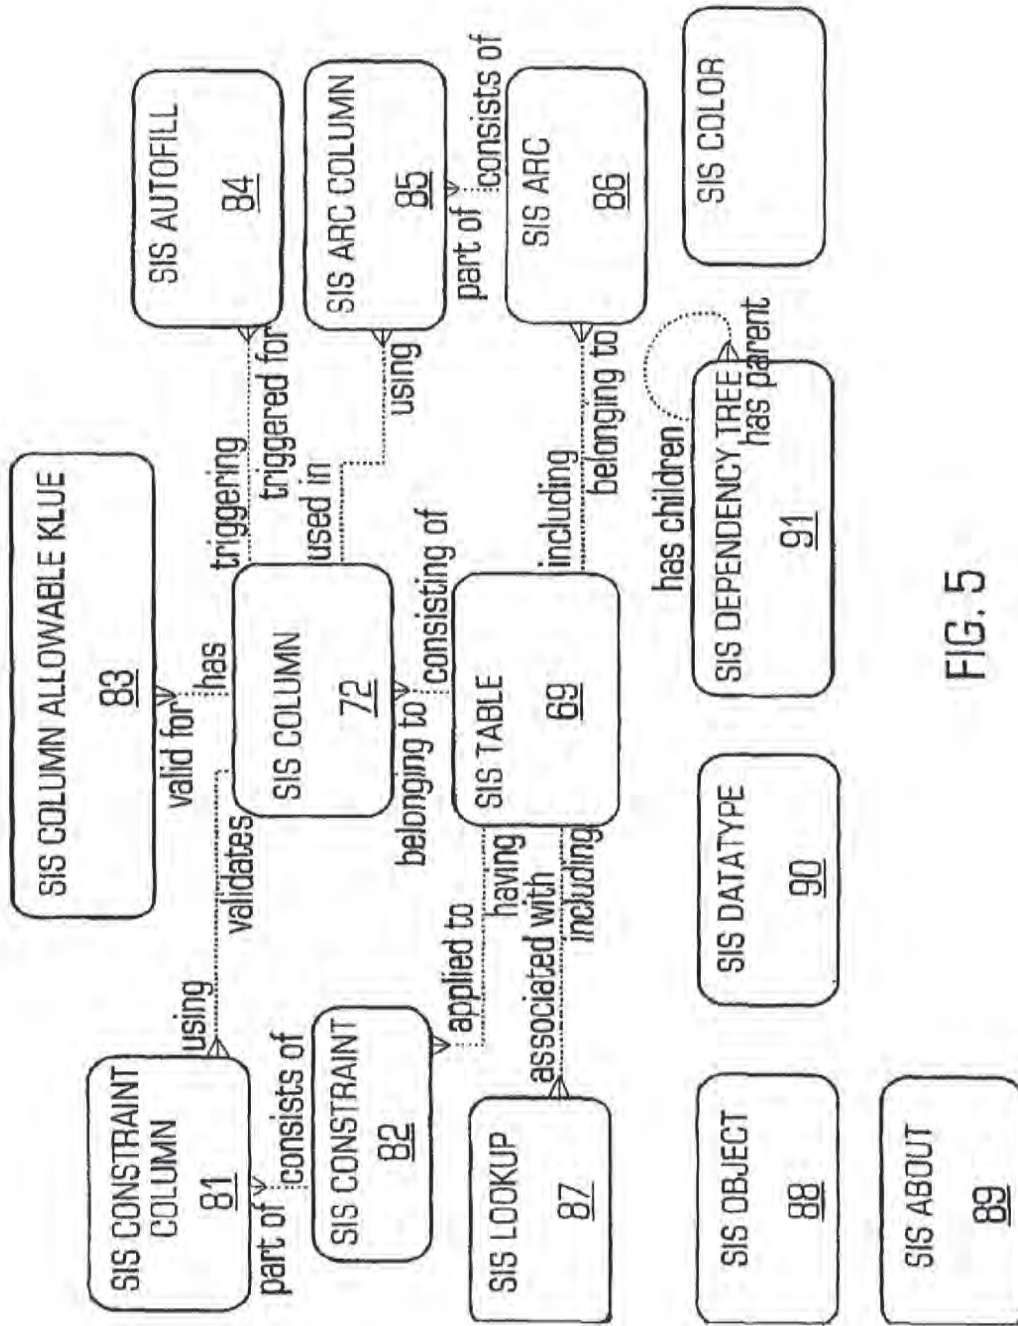 SIS COLUMN ALLOWABLE KLUE
83
valid for
has
using
validates
triggering
triggered for
SIS CONSTRAINT
COLUMN
81
SIS COLUMN
72
SIS AUTOFILL
84
used in
using
SIS ARC COLUMN
85
part of
consists of
SIS CONSTRAINT
82
belonging to
consisting of
part of
consists of
applied to
having
SIS TABLE
69
including
belonging to
SIS ARC
86
SIS LOOKUP
87
associated with
including
has children
SIS OBJECT
88
SIS DATATYPE
90
SIS DEPENDENCY TREE
91
has parent
SIS COLOR
SIS ABOUT
89
FIG. 5